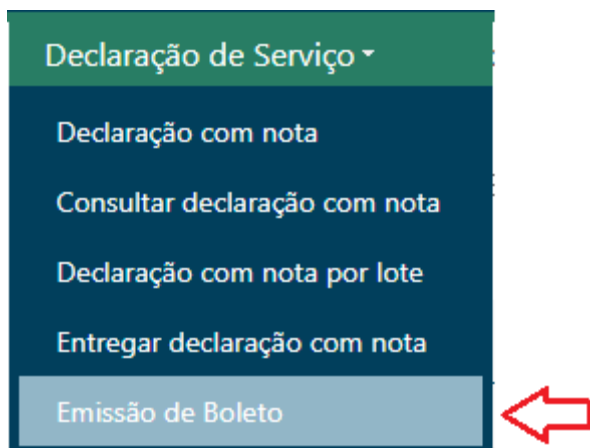 Declaração de Serviço
Declaração com nota
Consultar declaração com nota
Declaração com nota por lote
Entregar declaração com nota
Emissão de Boleto